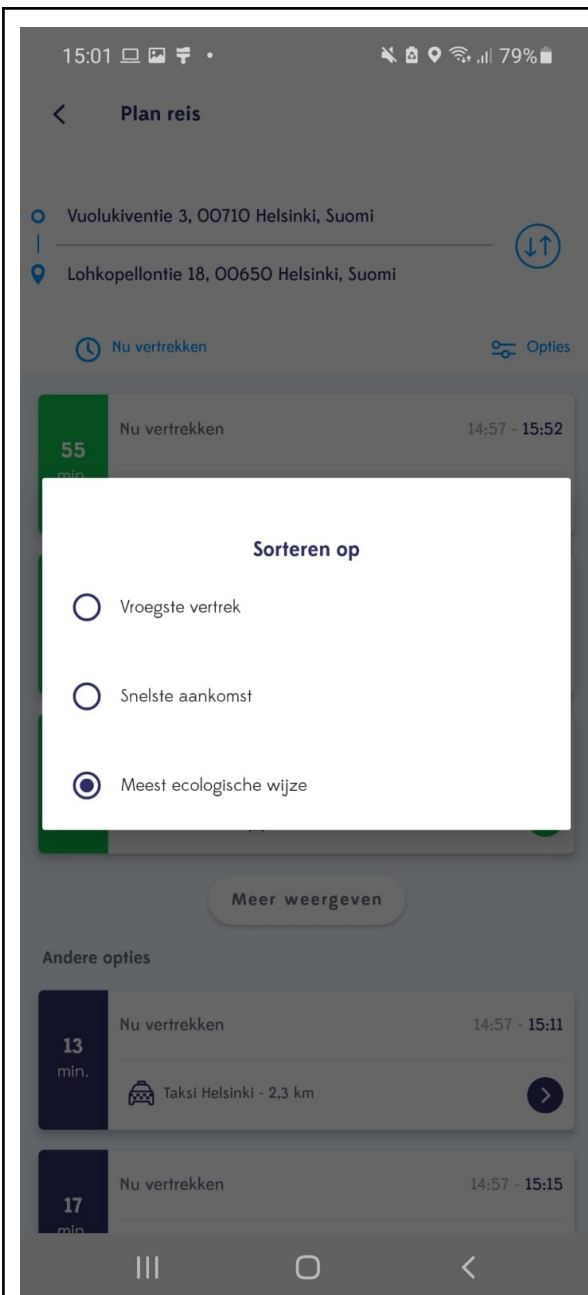 15:01 79%
Plan reis
Vuolukiventie 3, 00710 Helsinki, Suomi
Lohkopellontie 18, 00650 Helsinki, Suomi
Nu vertrekken Opties
Nu vertrekken 14:57 - 15:52
55
min.
Sorteren op
Vroegste vertrek
Snelste aankomst
Meest ecologische wijze
Meer weergeven
Andere opties
Nu vertrekken 14:57 - 15:11
13
min.
Taksi Helsinki - 2,3 km
Nu vertrekken 14:57 - 15:15
17
min.